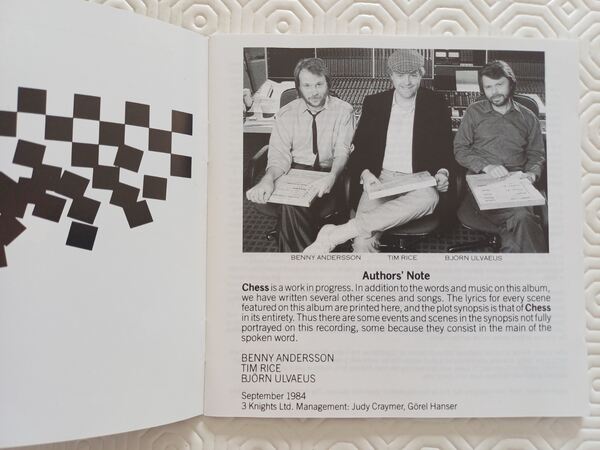 BENNY ANDERSSON TIM RICE BJÖRN ULVAEUS
Authors' Note
Chess is a work in progress. In addition to the words and music on this album,
we have written several other scenes and songs. The lyrics for every scene
featured on this album are printed here, and the plot synopsis is that of Chess
in its entirety. Thus there are some events and scenes in the synopsis not fully
portrayed on this recording, some because they consist in the main of the
spoken word.
BENNY ANDERSSON
TIM RICE
BJÖRN ULVAEUS
September 1984
3 Knights Ltd. Management: Judy Craymer, Görel Hanser